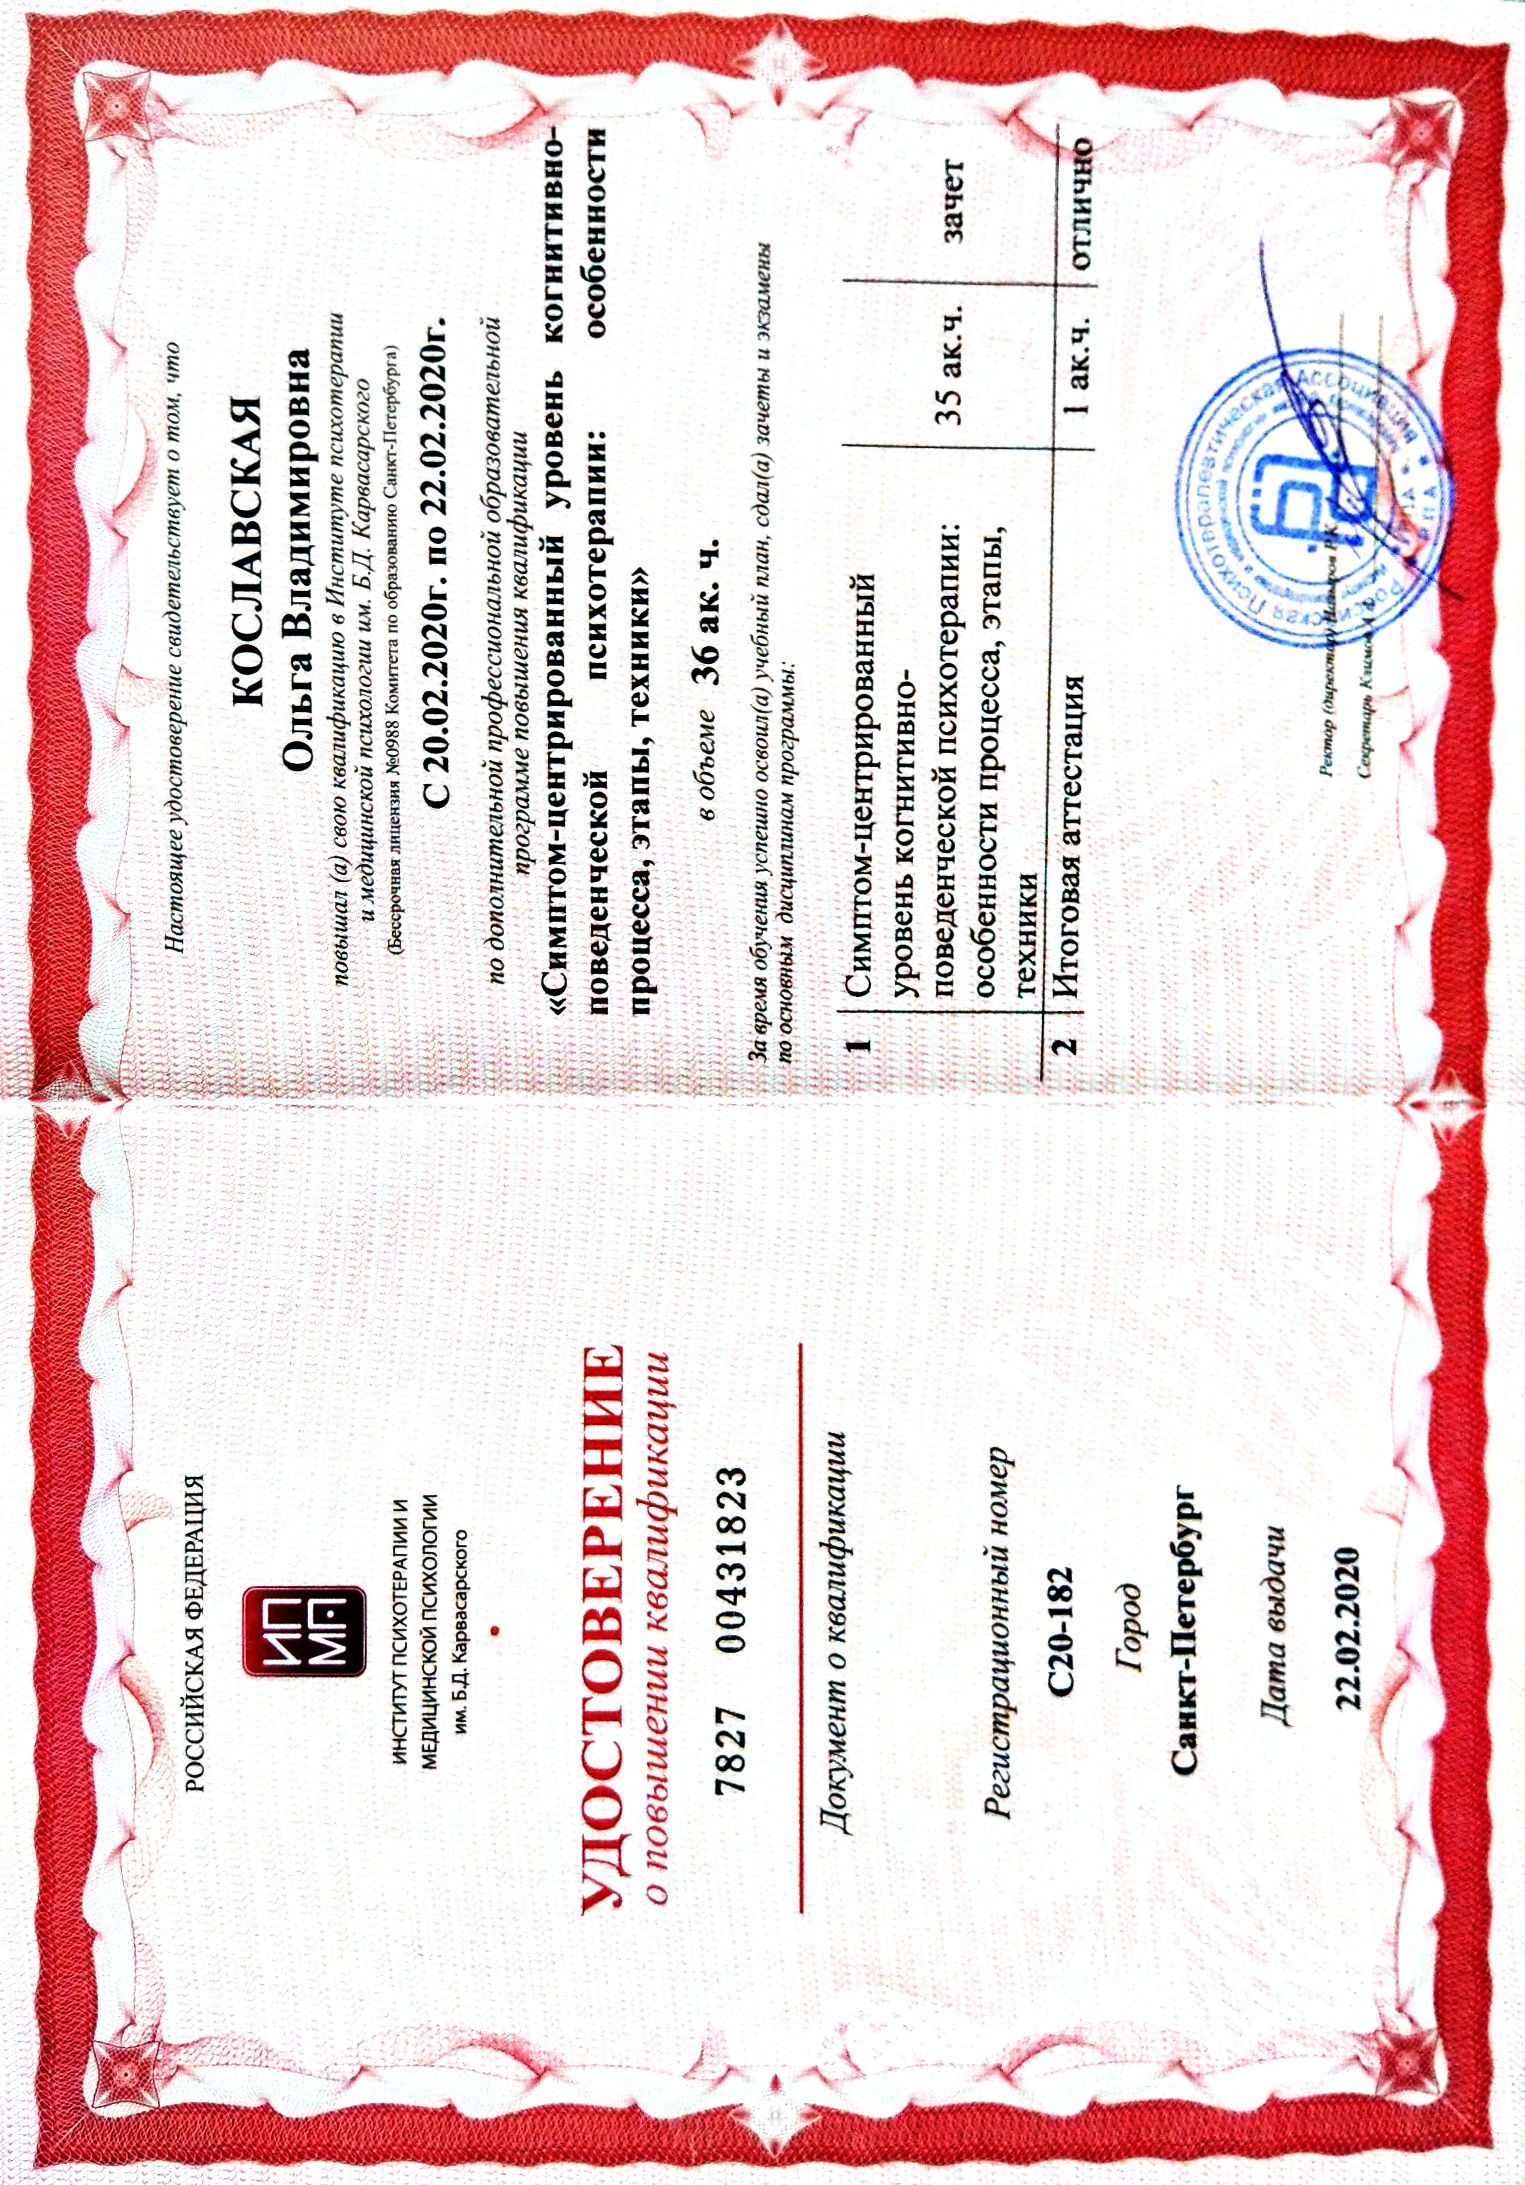 РОССИЙСКАЯ ФЕДЕРАЦИЯ
ИП
МП
ИНСТИТУТ ПСИХОТЕРАПИИ И
МЕДИЦИНСКОЙ ПСИХОЛОГИИ
им. Б.Д. Карвасарского
УДОСТОВЕРЕНИЕ
о повышении квалификации
7827 00431823
Документ о квалификации
Регистрационный номер
С20-182
Город
Санкт-Петербург
Дата выдачи
22.02.2020
Настоящее удостоверение свидетельствует о том, что
КОСЛАВСКАЯ
Ольга Владимировна
повышал (а) свою квалификацию в Институте психотерапии
и медицинской психологии им. Б.Д. Карвасарского
(Бессрочная лицензия №0988 Комитета по образованию Санкт-Петербурга)
С 20.02.2020г. по 22.02.2020г.
по дополнительной профессиональной образовательной
программе повышения квалификации
«Симптом-центрированный уровень когнитивно-
поведенческой психотерапии: особенности
процесса, этапы, техники»
в объеме 36 ак. ч.
За время обучения успешно освоил(а) учебный план, сдал(а) зачеты и экзамены
по основным дисциплинам программы:
1 Симптом-центрированный
уровень когнитивно-
поведенческой психотерапии: 35 ак.ч. зачет
особенности процесса, этапы,
техники
2 Итоговая аттестация 1 ак.ч. отлично
Российская Психотерапевтическая Ассоциация
Ректор (директор)
Секретарь